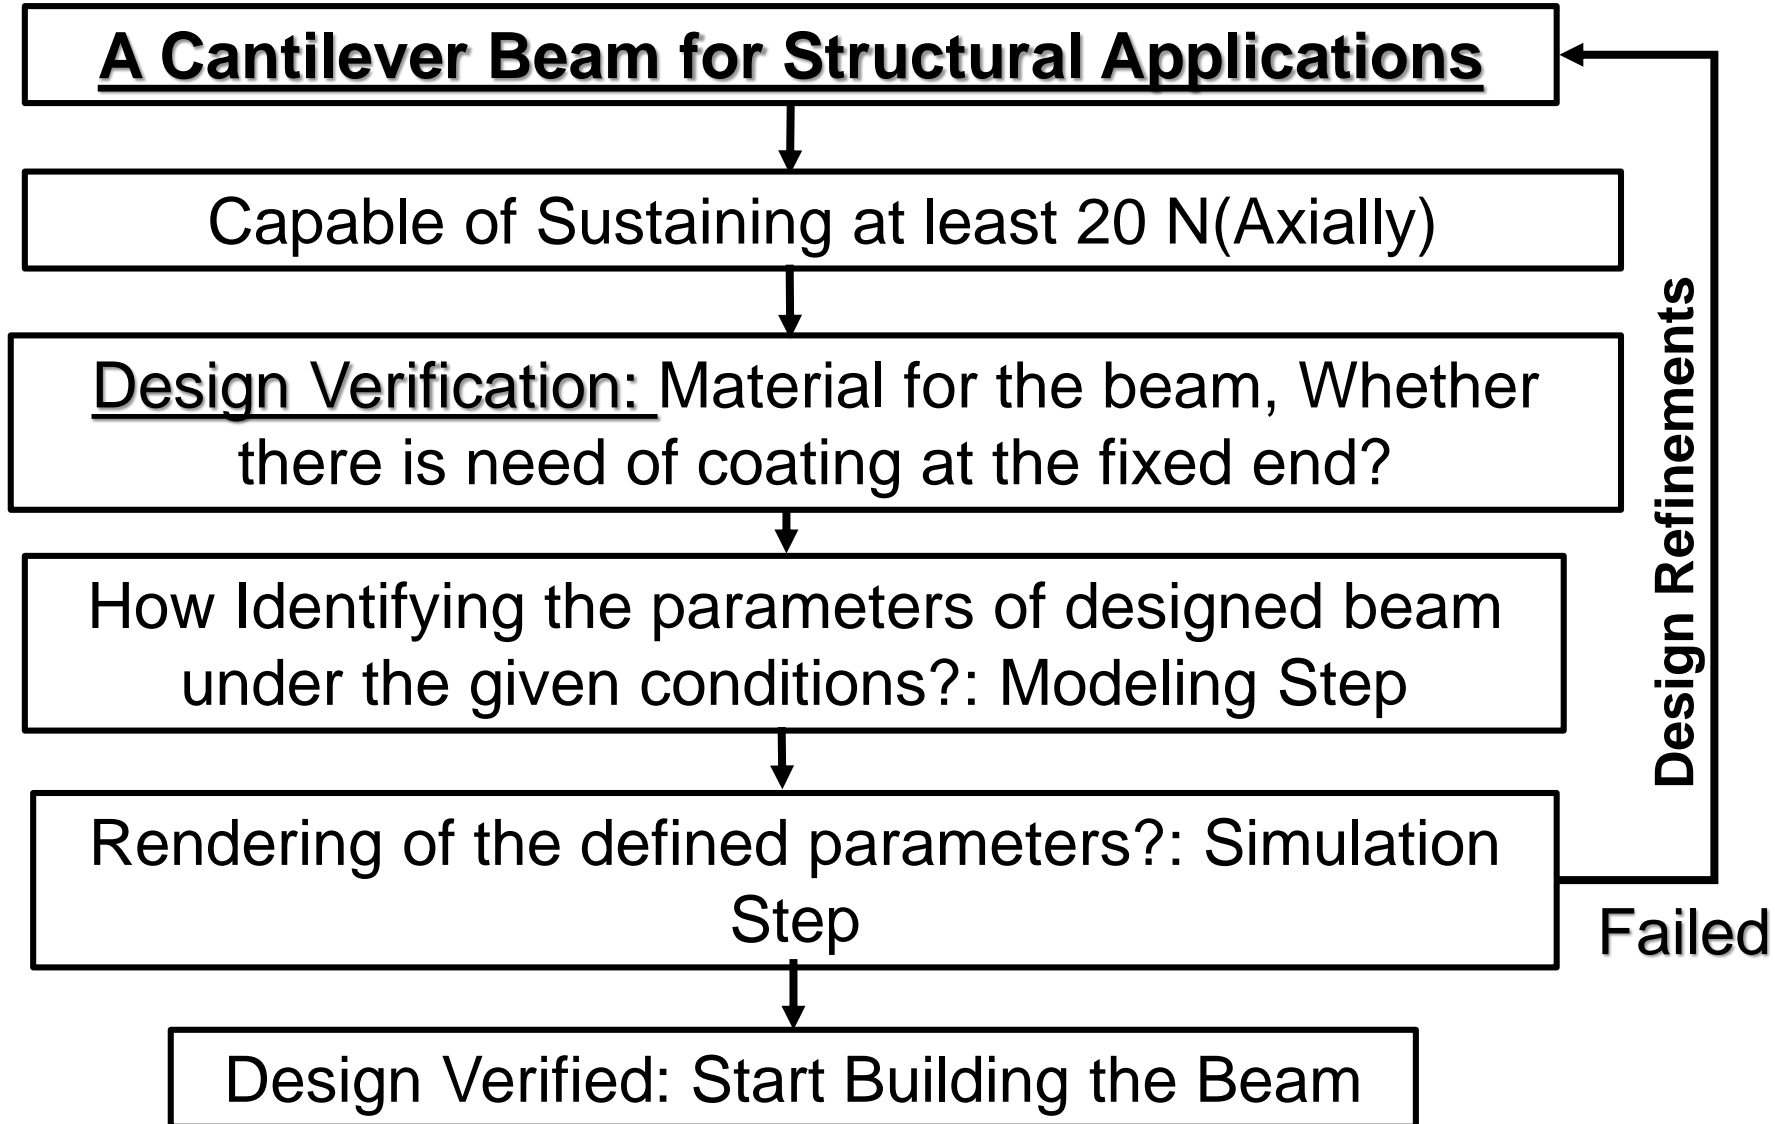 A Cantilever Beam for Structural Applications
Capable of Sustaining at least 20 N(Axially)
Design Verification: Material for the beam, Whether
there is need of coating at the fixed end?
How Identifying the parameters of designed beam
under the given conditions?: Modeling Step
Rendering of the defined parameters?: Simulation
Step
Design Verified: Start Building the Beam
Design Refinements
Failed